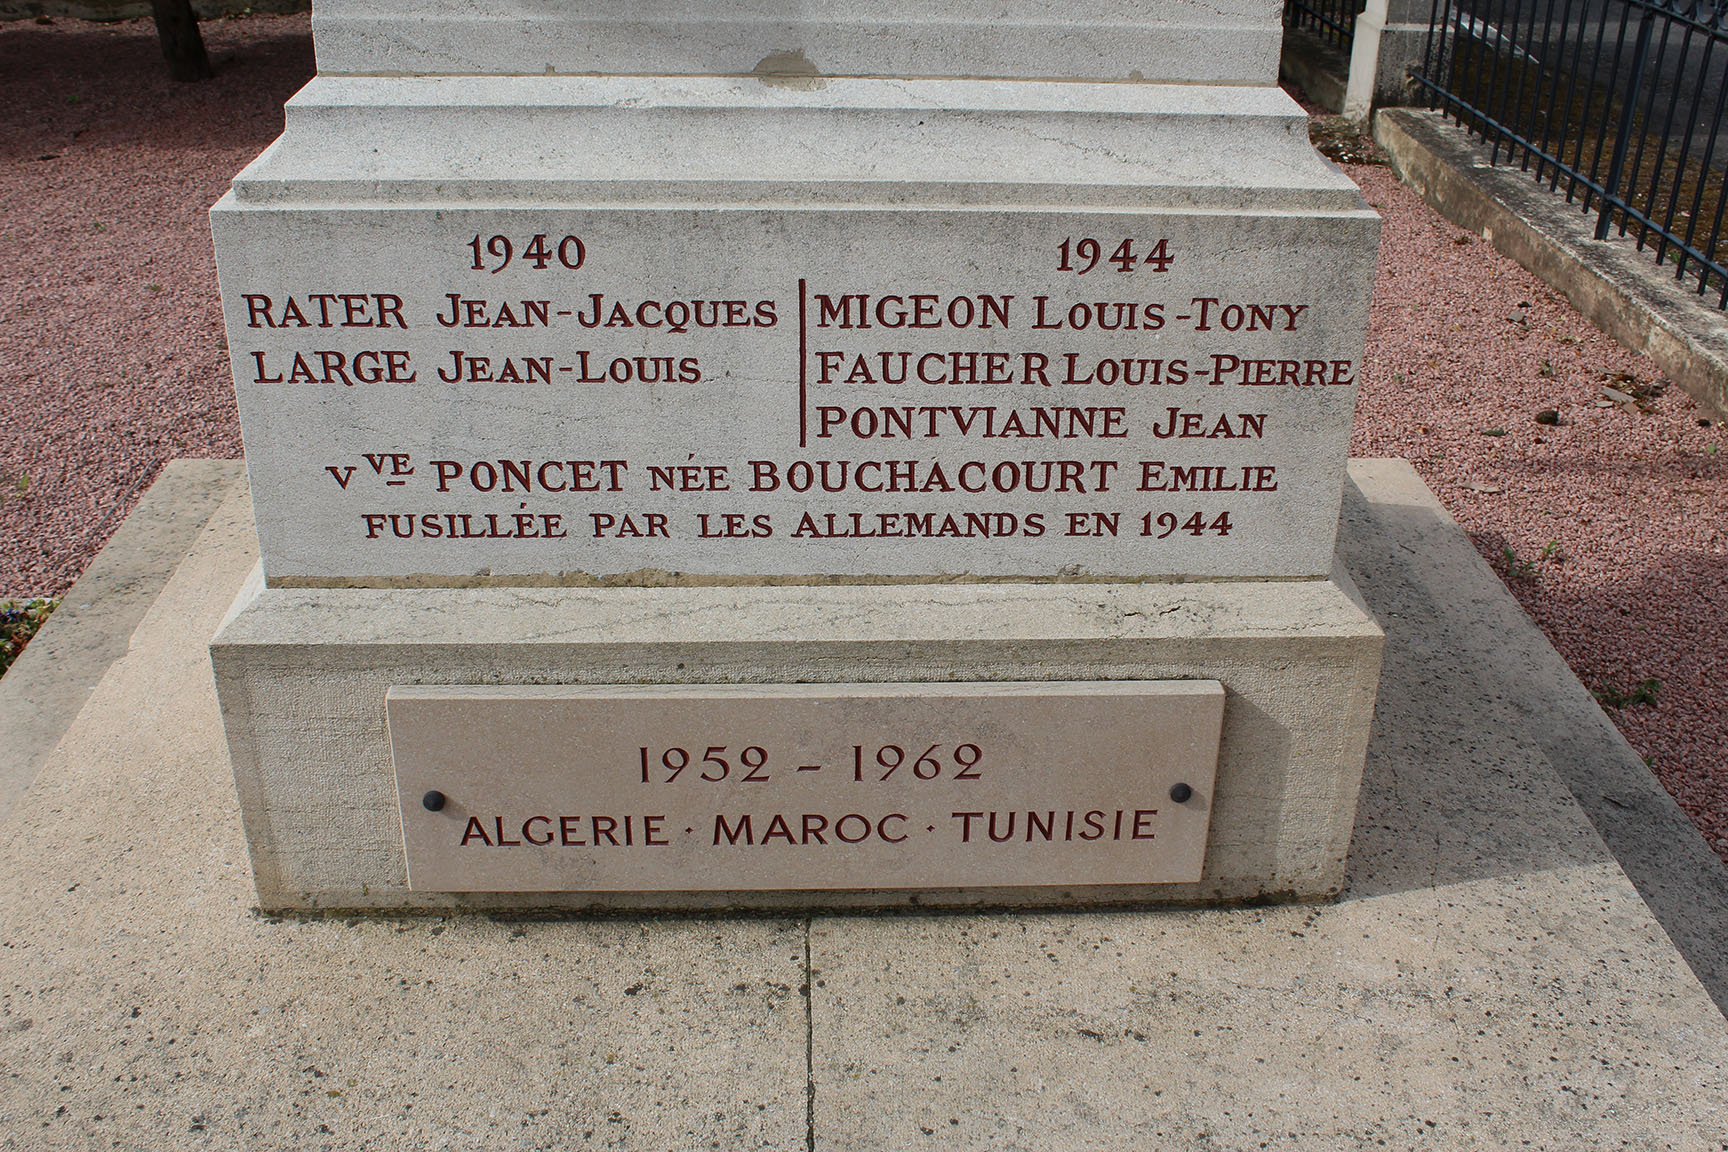 1940
RATER JEAN-JACQUES
LARGE JEAN-LOUIS
1944
MIGEON LOUIS-TONY
FAUCHER LOUIS-PIERRE
PONTVIANNE JEAN
VVE PONCET NÉE BOUCHACOURT EMILIE
FUSILLÉE PAR LES ALLEMANDS EN 1944
1952 - 1962
ALGERIE · MAROC · TUNISIE